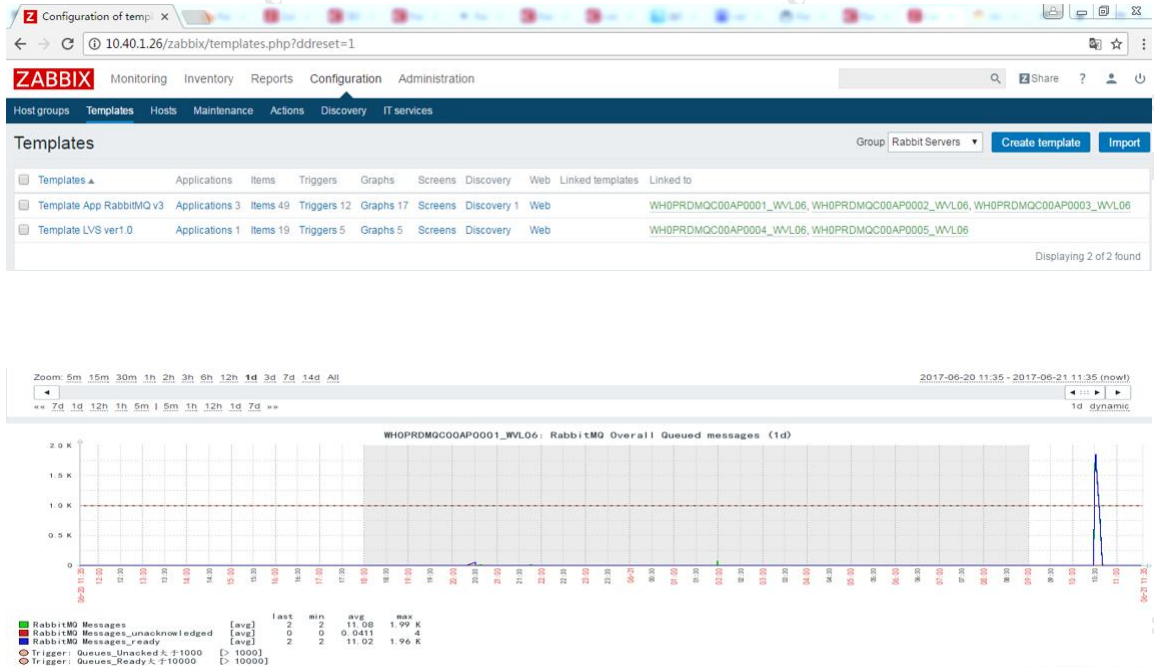 Configuration of templ
10.40.1.26/zabbix/templates.php?ddreset=1
ZABBIX Monitoring Inventory Reports Configuration Administration Share ?
Host groups Templates Hosts Maintenance Actions Discovery IT services
Templates Group Rabbit Servers Create template Import
Templates Applications Items Triggers Graphs Screens Discovery Web Linked templates Linked to
Template App RabbitMQ v3 Applications 3 Items 49 Triggers 12 Graphs 17 Screens Discovery 1 Web WH0PRDMQC00AP0001_WVL06, WH0PRDMQC00AP0002_WVL06, WH0PRDMQC00AP0003_WVL06
Template LVS ver1.0 Applications 1 Items 19 Triggers 5 Graphs 5 Screens Discovery Web WH0PRDMQC00AP0004_WVL06, WH0PRDMQC00AP0005_WVL06
Displaying 2 of 2 found
Zoom: 5m 15m 30m 1h 2h 3h 6h 12h 1d 3d 7d 14d All 2017-06-20 11:35 - 2017-06-21 11:35 (now!)
«« 7d 1d 12h 1h 5m | 5m 1h 12h 1d 7d »» 1d dynamic
WH0PRDMQC00AP0001_WVL06: RabbitMQ Overall Queued messages (1d)
2.0 K
1.5 K
1.0 K
0.5 K
0
06-20 11:35 12:00 12:30 13:00 13:30 14:00 14:30 15:00 15:30 16:00 16:30 17:00 17:30 18:00 18:30 19:00 19:30 20:00 20:30 21:00 21:30 22:00 22:30 23:00 23:30 06-21 00:30 01:00 01:30 02:00 02:30 03:00 03:30 04:00 04:30 05:00 05:30 06:00 06:30 07:00 07:30 08:00 08:30 09:00 09:30 10:00 10:30 11:00 06-21 11:35
last min avg max
RabbitMQ Messages [avg] 2 2 11.08 1.99 K
RabbitMQ Messages_unacknowledged [avg] 0 0 0.0411 4
RabbitMQ Messages_ready [avg] 2 2 11.02 1.96 K
Trigger: Queues_Unacked大于1000 [> 1000]
Trigger: Queues_Ready大于10000 [> 10000]